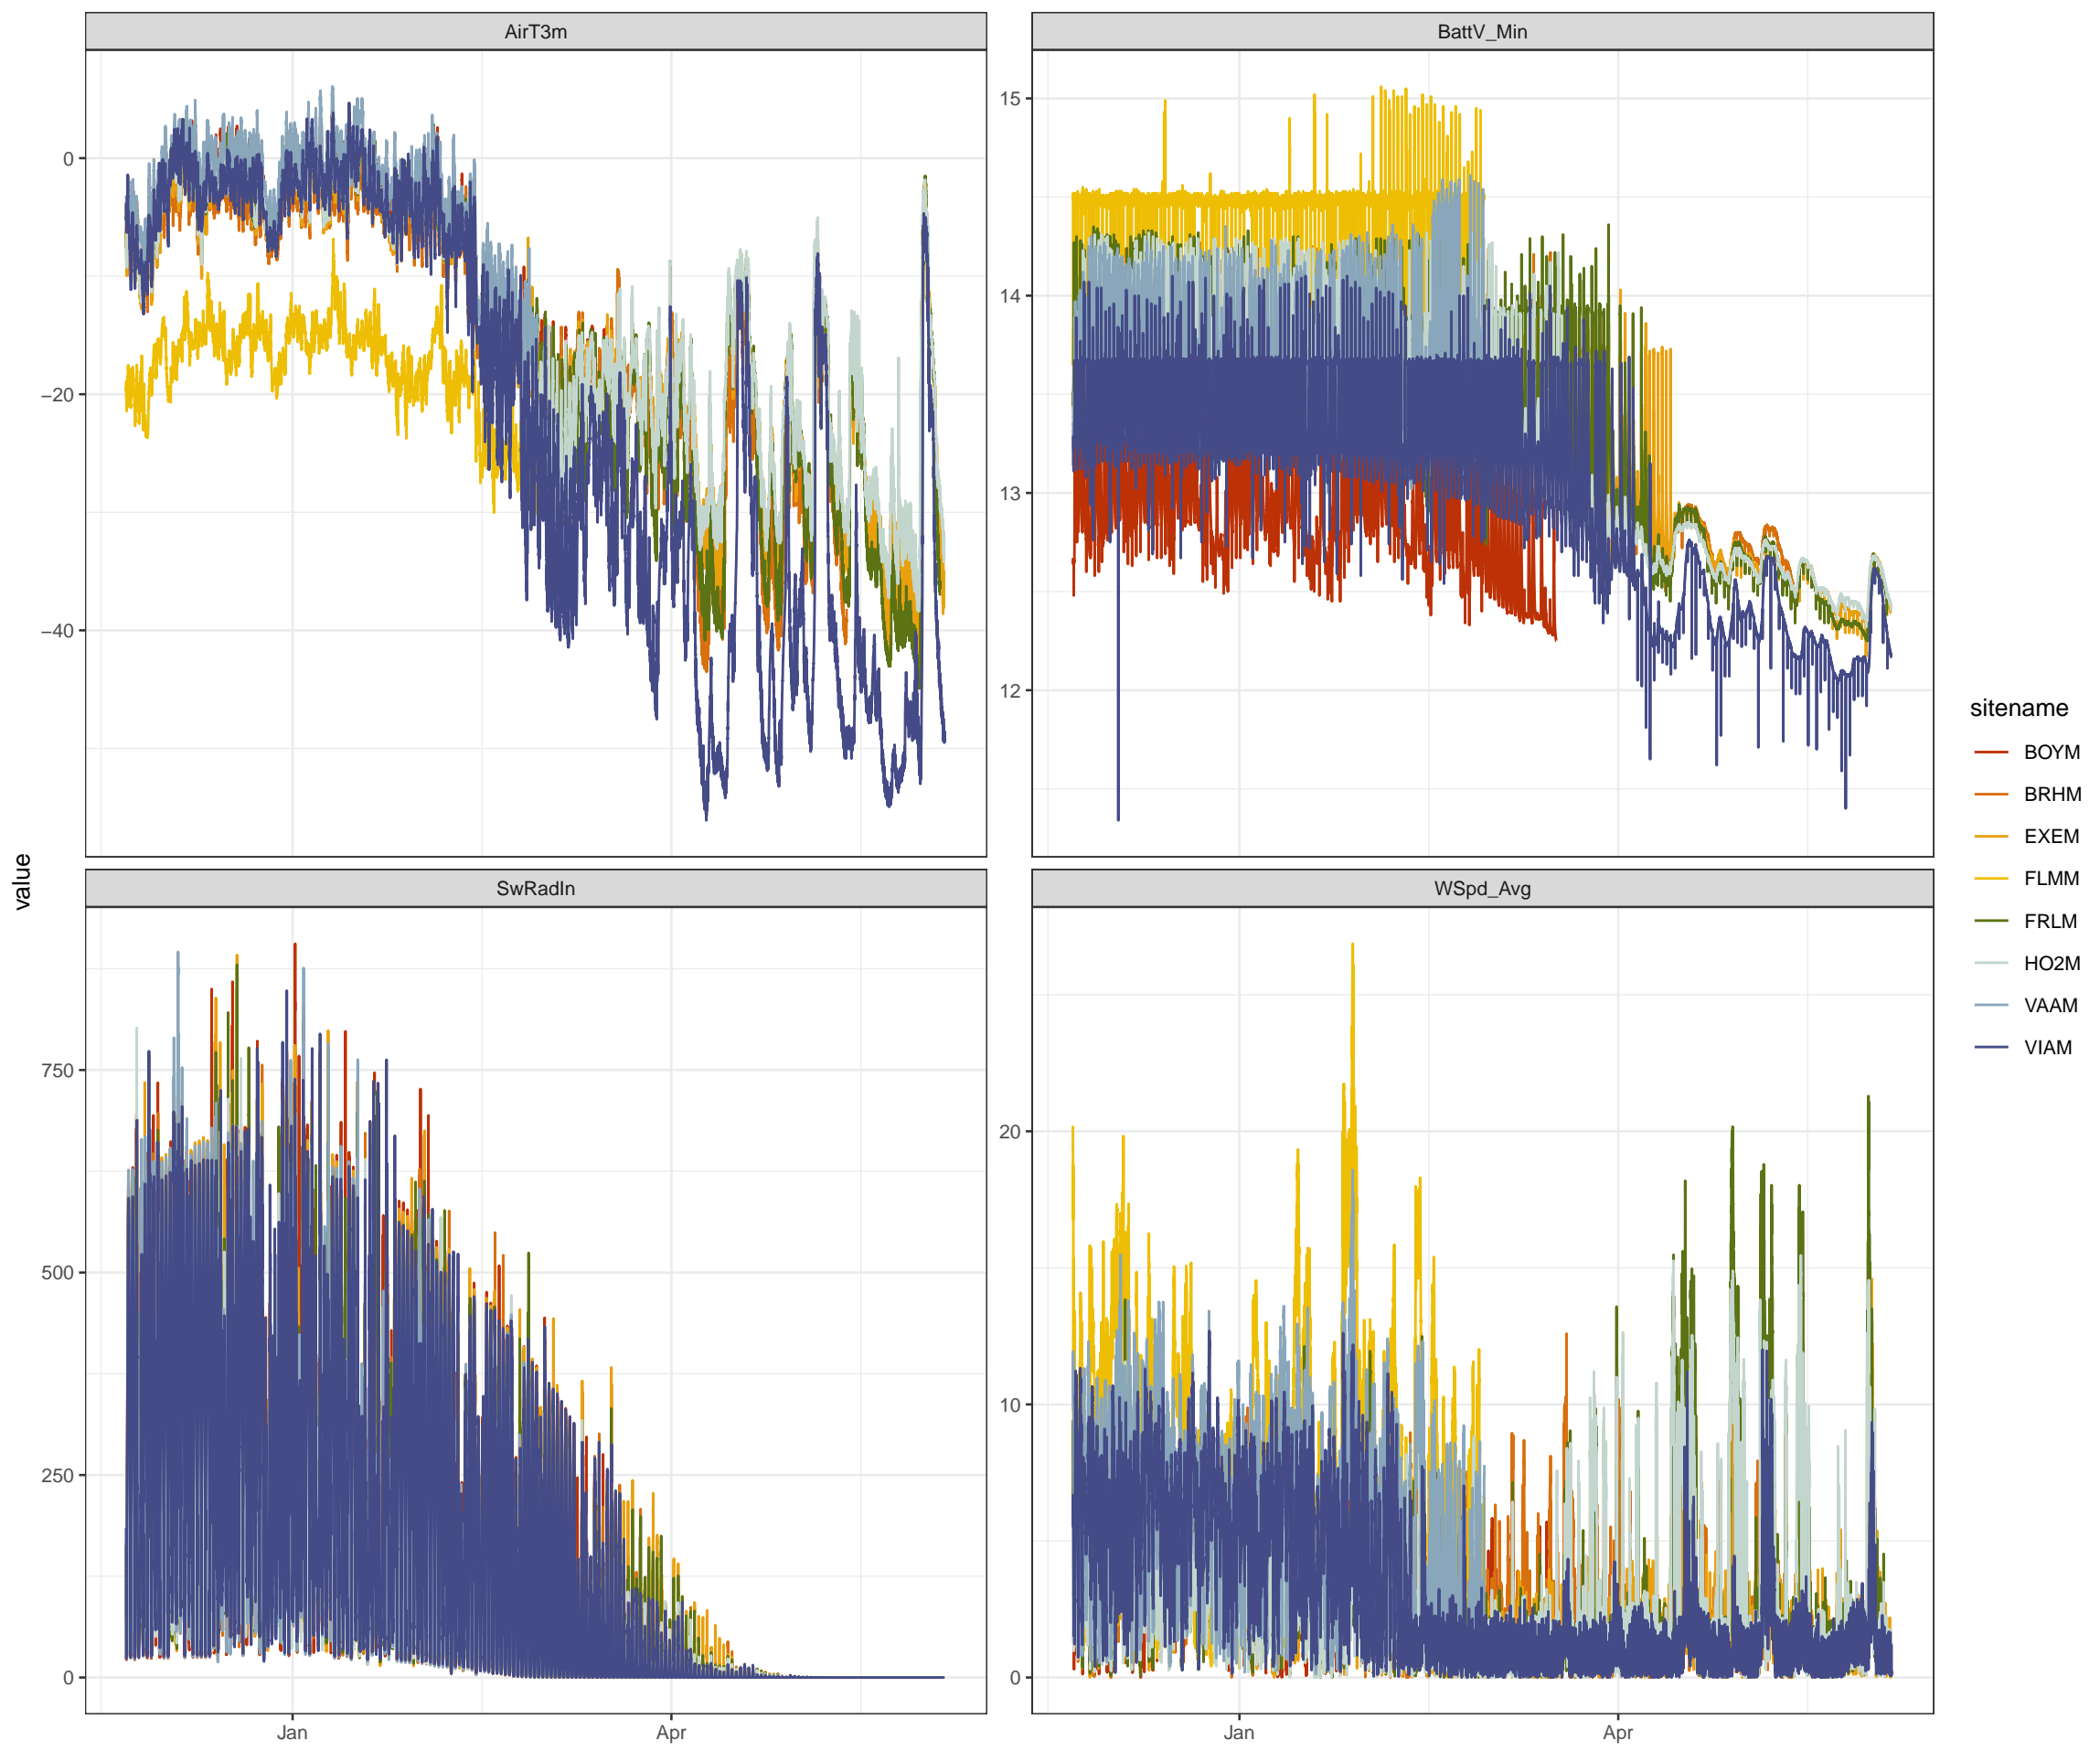 AirT3m
BattV_Min
0
−20
−40
15
14
13
12
SwRadIn
WSpd_Avg
750
500
250
0
20
10
0
Jan
Apr
Jan
Apr
value
sitename
BOYM
BRHM
EXEM
FLMM
FRLM
HO2M
VAAM
VIAM